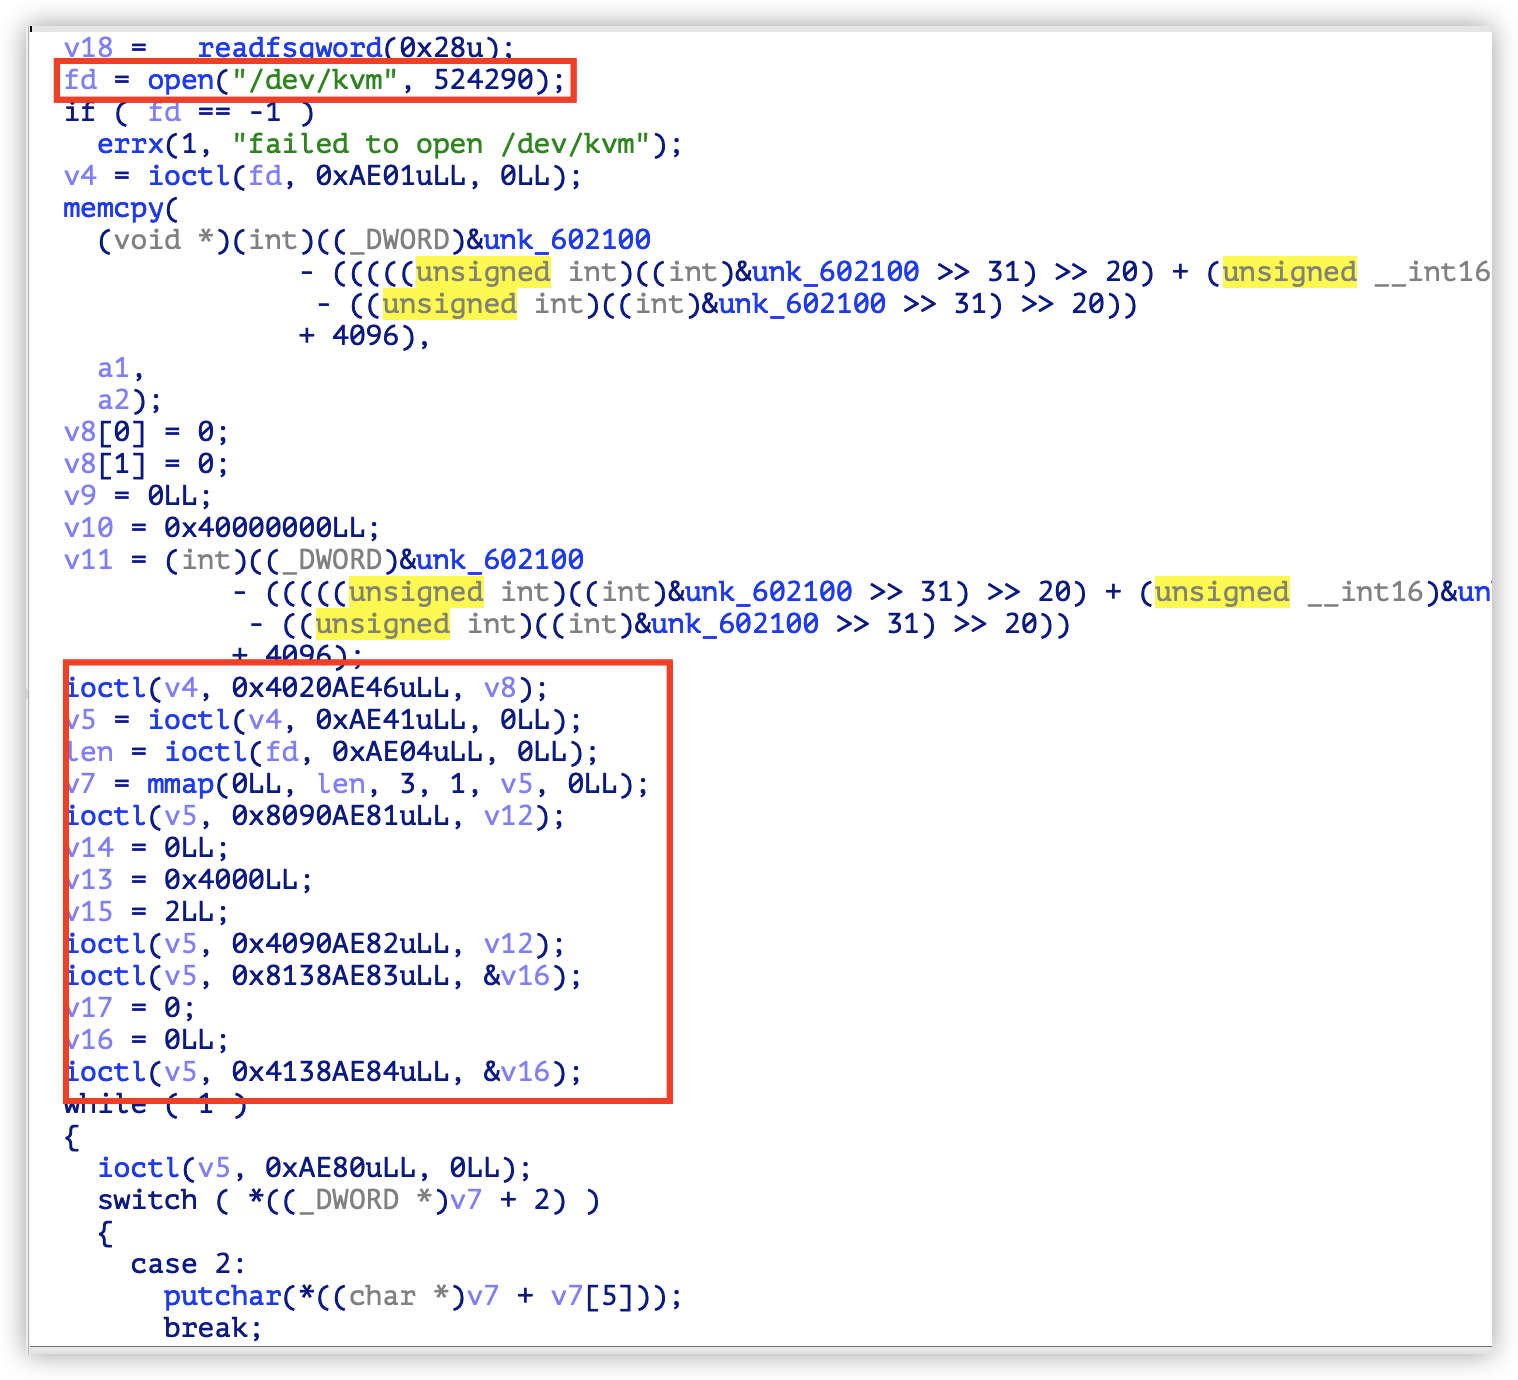 v18 = __readfsqword(0x28u);
fd = open("/dev/kvm", 524290);
if ( fd == -1 )
errx(1, "failed to open /dev/kvm");
v4 = ioctl(fd, 0xAE01uLL, 0LL);
memcpy(
(void *)(int)((_DWORD)&unk_602100
- (((((unsigned int)((int)&unk_602100 >> 31) >> 20) + (unsigned __int16
- ((unsigned int)((int)&unk_602100 >> 31) >> 20))
+ 4096),
a1,
a2);
v8[0] = 0;
v8[1] = 0;
v9 = 0LL;
v10 = 0x40000000LL;
v11 = (int)((_DWORD)&unk_602100
- (((((unsigned int)((int)&unk_602100 >> 31) >> 20) + (unsigned __int16)&un
- ((unsigned int)((int)&unk_602100 >> 31) >> 20))
+ 4096);
ioctl(v4, 0x4020AE46uLL, v8);
v5 = ioctl(v4, 0xAE41uLL, 0LL);
len = ioctl(fd, 0xAE04uLL, 0LL);
v7 = mmap(0LL, len, 3, 1, v5, 0LL);
ioctl(v5, 0x8090AE81uLL, v12);
v14 = 0LL;
v13 = 0x4000LL;
v15 = 2LL;
ioctl(v5, 0x4090AE82uLL, v12);
ioctl(v5, 0x8138AE83uLL, &v16);
v17 = 0;
v16 = 0LL;
ioctl(v5, 0x4138AE84uLL, &v16);
while ( 1 )
{
ioctl(v5, 0xAE80uLL, 0LL);
switch ( *((_DWORD *)v7 + 2) )
{
case 2:
putchar(*((char *)v7 + v7[5]));
break;